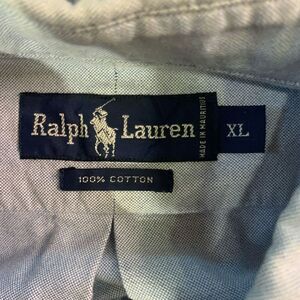 Ralph Lauren
MADE IN MAURITIUS
XL
100% COTTON